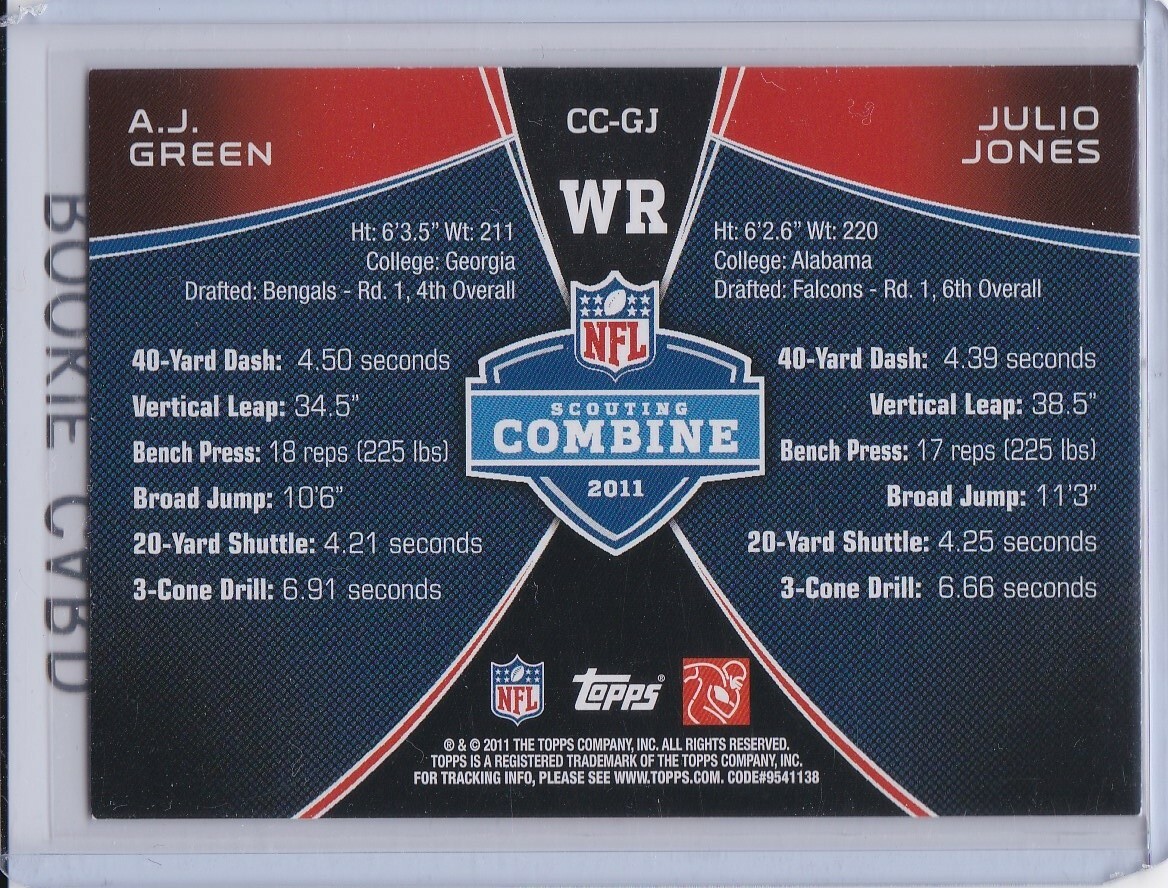 A.J.
GREEN
CC-GJ
WR
JULIO
JONES
Ht: 6'3.5" Wt: 211
College: Georgia
Drafted: Bengals - Rd. 1, 4th Overall
40-Yard Dash: 4.50 seconds
Vertical Leap: 34.5"
Bench Press: 18 reps (225 lbs)
Broad Jump: 10'6"
20-Yard Shuttle: 4.21 seconds
3-Cone Drill: 6.91 seconds
NFL
SCOUTING
COMBINE
2011
Ht: 6'2.6" Wt: 220
College: Alabama
Drafted: Falcons - Rd. 1, 6th Overall
40-Yard Dash: 4.39 seconds
Vertical Leap: 38.5"
Bench Press: 17 reps (225 lbs)
Broad Jump: 11'3"
20-Yard Shuttle: 4.25 seconds
3-Cone Drill: 6.66 seconds
NFL
Topps®
® & © 2011 THE TOPPS COMPANY, INC. ALL RIGHTS RESERVED.
TOPPS IS A REGISTERED TRADEMARK OF THE TOPPS COMPANY, INC.
FOR TRACKING INFO, PLEASE SEE WWW.TOPPS.COM. CODE#9541138
ROOKIE CARD